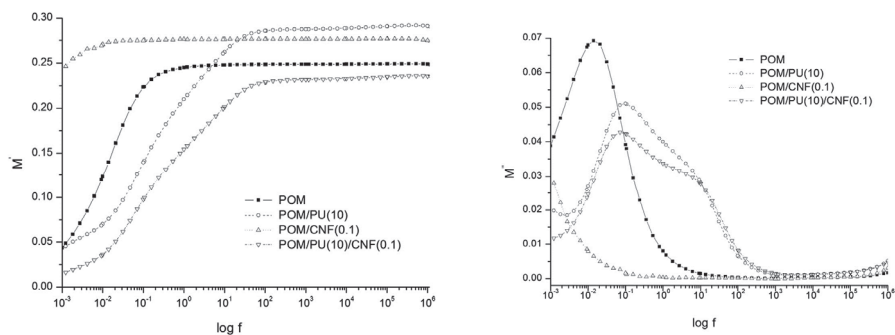 0.30
0.25
0.20
0.15
0.10
0.05
0.00
M'
POM
POM/PU(10)
POM/CNF(0.1)
POM/PU(10)/CNF(0.1)
10-3 10-2 10-1 100 101 102 103 104 105 106
log f
0.07
0.06
0.05
0.04
0.03
0.02
0.01
0.00
M"
POM
POM/PU(10)
POM/CNF(0.1)
POM/PU(10)/CNF(0.1)
10-3 10-2 10-1 100 101 102 103 104 105 106
log f